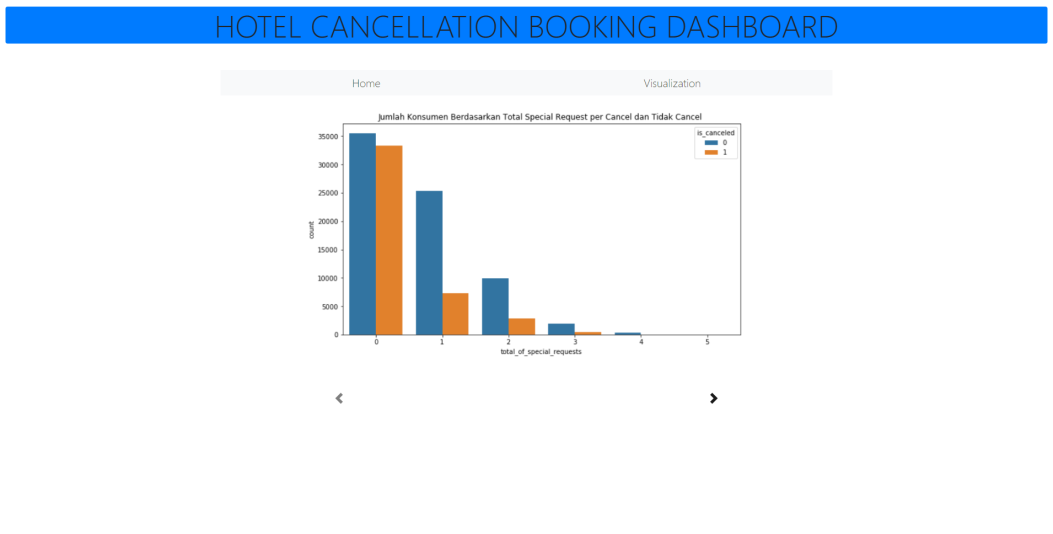 HOTEL CANCELLATION BOOKING DASHBOARD
Home Visualization
Jumlah Konsumen Berdasarkan Total Special Request per Cancel dan Tidak Cancel
is_canceled
0
1
35000
30000
25000
20000
15000
10000
5000
0
count
0 1 2 3 4 5
total_of_special_requests